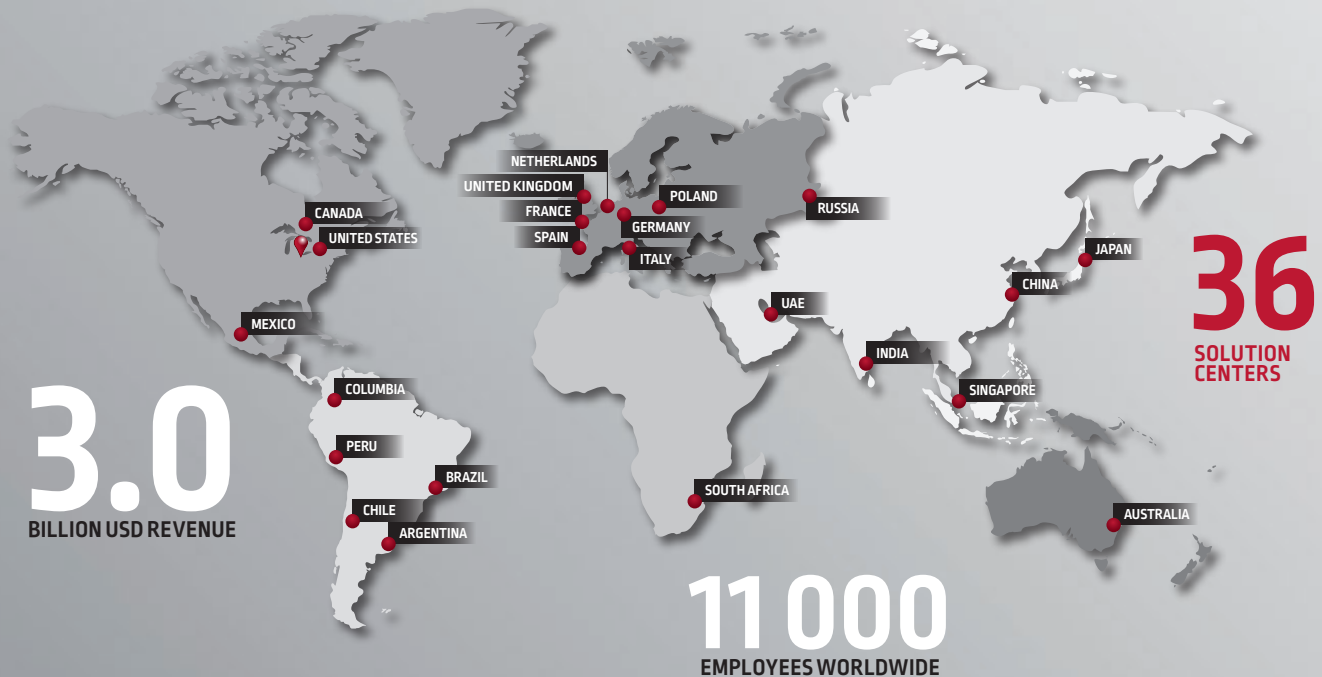 NETHERLANDS
UNITED KINGDOM
POLAND
CANADA
FRANCE
RUSSIA
UNITED STATES
SPAIN
GERMANY
ITALY
JAPAN
CHINA
UAE
MEXICO
INDIA
SINGAPORE
36
SOLUTION
CENTERS
COLUMBIA
3.0
BILLION USD REVENUE
PERU
BRAZIL
SOUTH AFRICA
CHILE
ARGENTINA
AUSTRALIA
11 000
EMPLOYEES WORLDWIDE